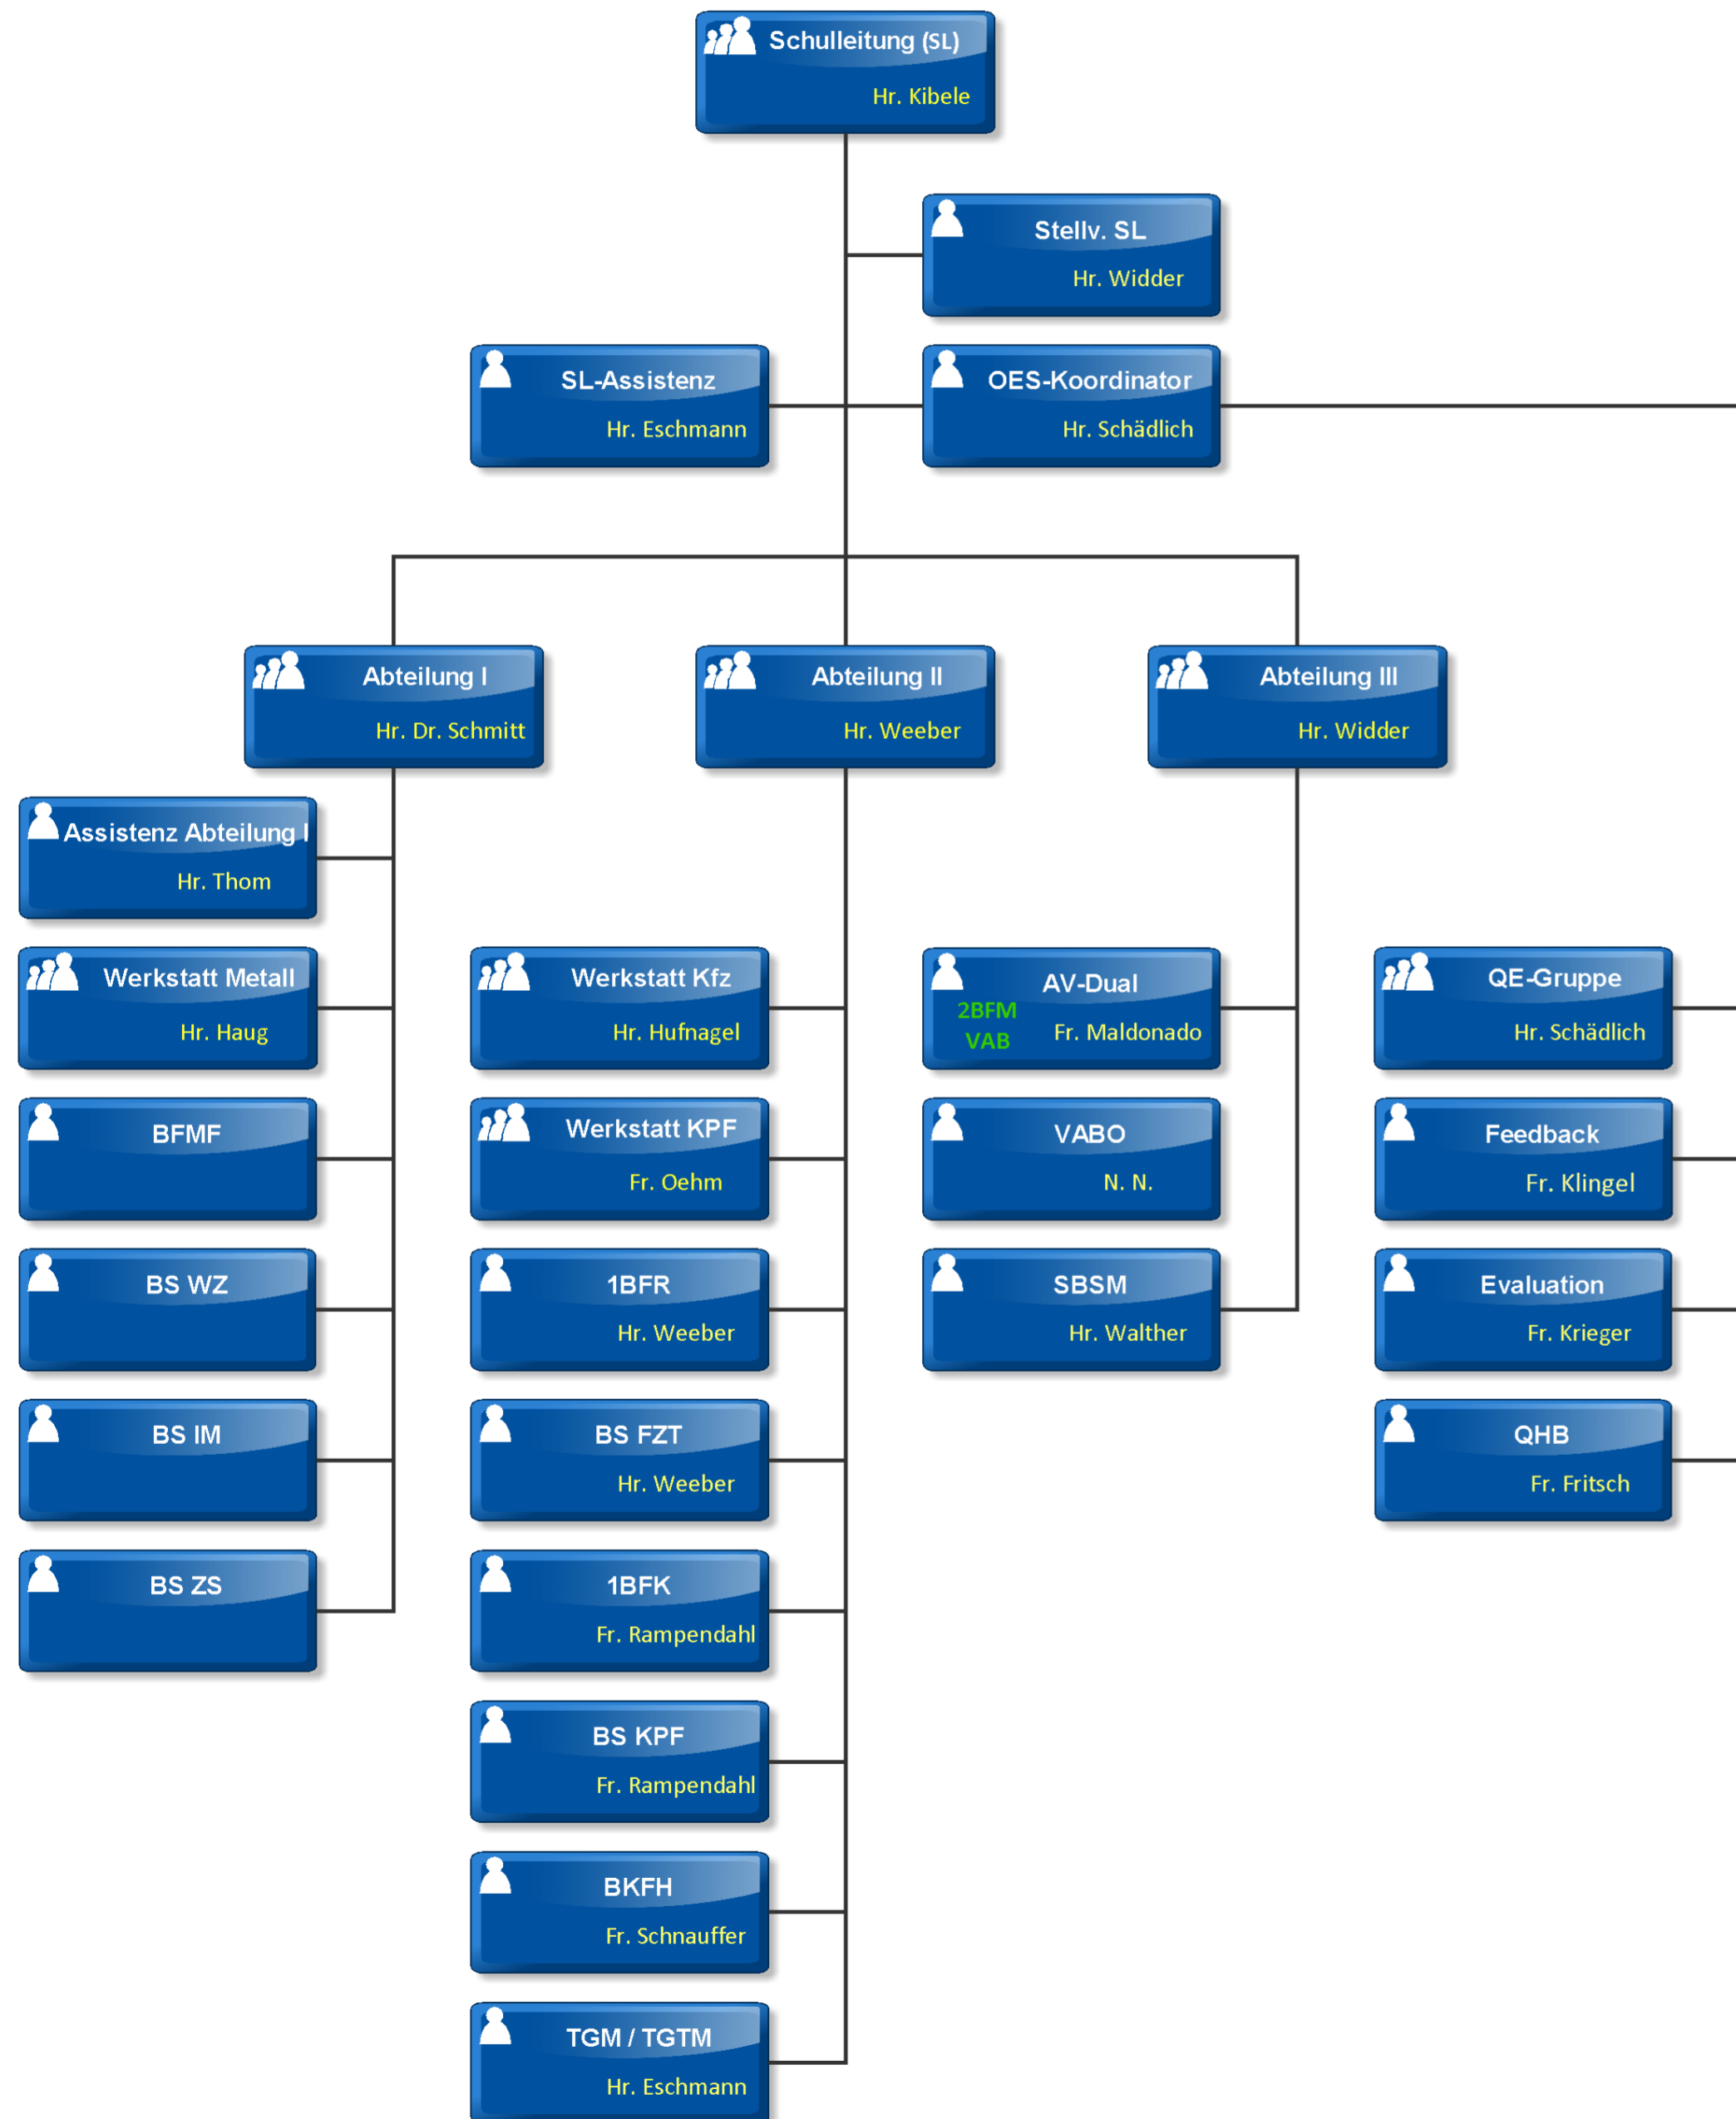 Schulleitung (SL)
Hr. Kibele
Stellv. SL
Hr. Widder
SL-Assistenz
Hr. Eschmann
OES-Koordinator
Hr. Schädlich
Abteilung I
Hr. Dr. Schmitt
Abteilung II
Hr. Weeber
Abteilung III
Hr. Widder
Assistenz Abteilung I
Hr. Thom
Werkstatt Metall
Hr. Haug
BFMF
BS WZ
BS IM
BS ZS
Werkstatt Kfz
Hr. Hufnagel
Werkstatt KPF
Fr. Oehm
1BFR
Hr. Weeber
BS FZT
Hr. Weeber
1BFK
Fr. Rampendahl
BS KPF
Fr. Rampendahl
BKFH
Fr. Schnauffer
TGM / TGTM
Hr. Eschmann
AV-Dual
2BFM
VAB
Fr. Maldonado
VABO
N. N.
SBSM
Hr. Walther
QE-Gruppe
Hr. Schädlich
Feedback
Fr. Klingel
Evaluation
Fr. Krieger
QHB
Fr. Fritsch